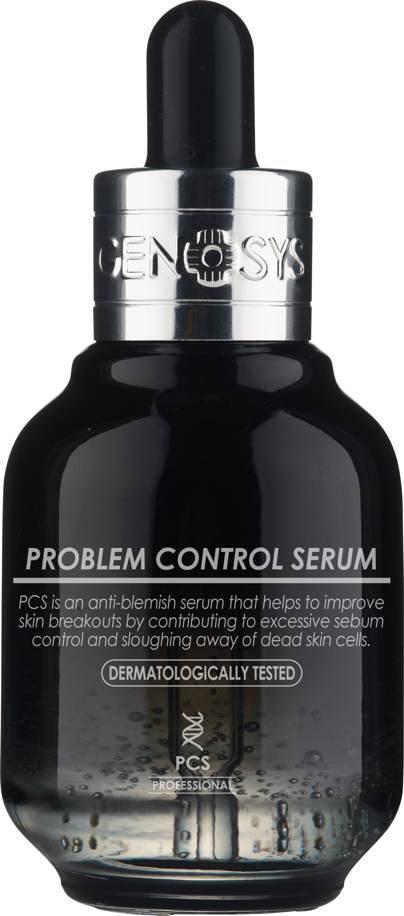 GENOSYS
PROBLEM CONTROL SERUM
PCS is an anti-blemish serum that helps to improve
skin breakouts by contributing to excessive sebum
control and sloughing away of dead skin cells.
DERMATOLOGICALLY TESTED
PCS
PROFESSIONAL